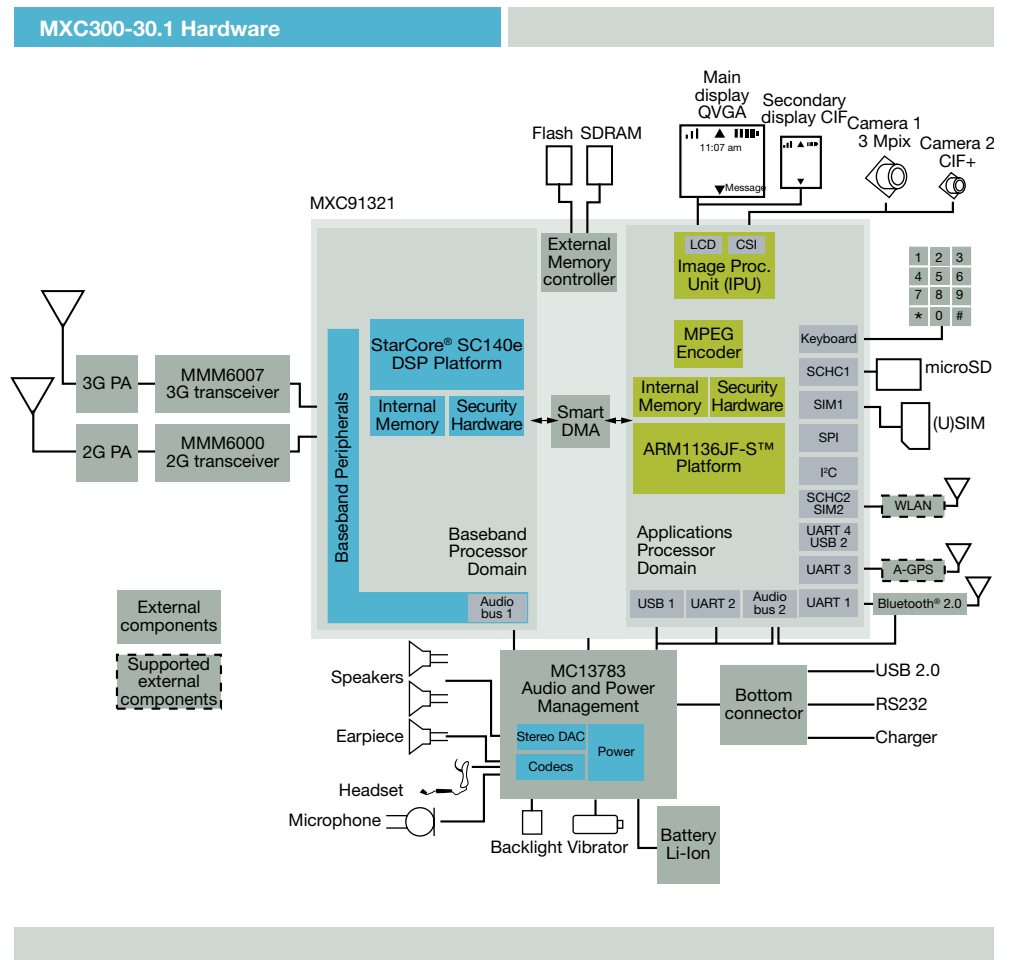 MXC300-30.1 Hardware
Main
display
QVGA
Secondary
display CIF
Camera 1
3 Mpix
Camera 2
CIF+
Flash
SDRAM
11:07 am
Message
MXC91321
External
Memory
controller
LCD
CSI
Image Proc.
Unit (IPU)
1 2 3
4 5 6
7 8 9
* 0 #
StarCore® SC140e
DSP Platform
MPEG
Encoder
Keyboard
3G PA
MMM6007
3G transceiver
Baseband Peripherals
Internal
Memory
Security
Hardware
Smart
DMA
Internal
Memory
Security
Hardware
SCHC1
microSD
SIM1
(U)SIM
2G PA
MMM6000
2G transceiver
ARM1136JF-S™
Platform
SPI
I²C
SCHC2
SIM2
WLAN
Baseband
Processor
Domain
Applications
Processor
Domain
UART 4
USB 2
UART 3
A-GPS
Audio
bus 1
USB 1
UART 2
Audio
bus 2
UART 1
Bluetooth® 2.0
External
components
Supported
external
components
Speakers
Earpiece
Headset
Microphone
MC13783
Audio and Power
Management
Stereo DAC
Codecs
Power
Bottom
connector
USB 2.0
RS232
Charger
Backlight
Vibrator
Battery
Li-Ion